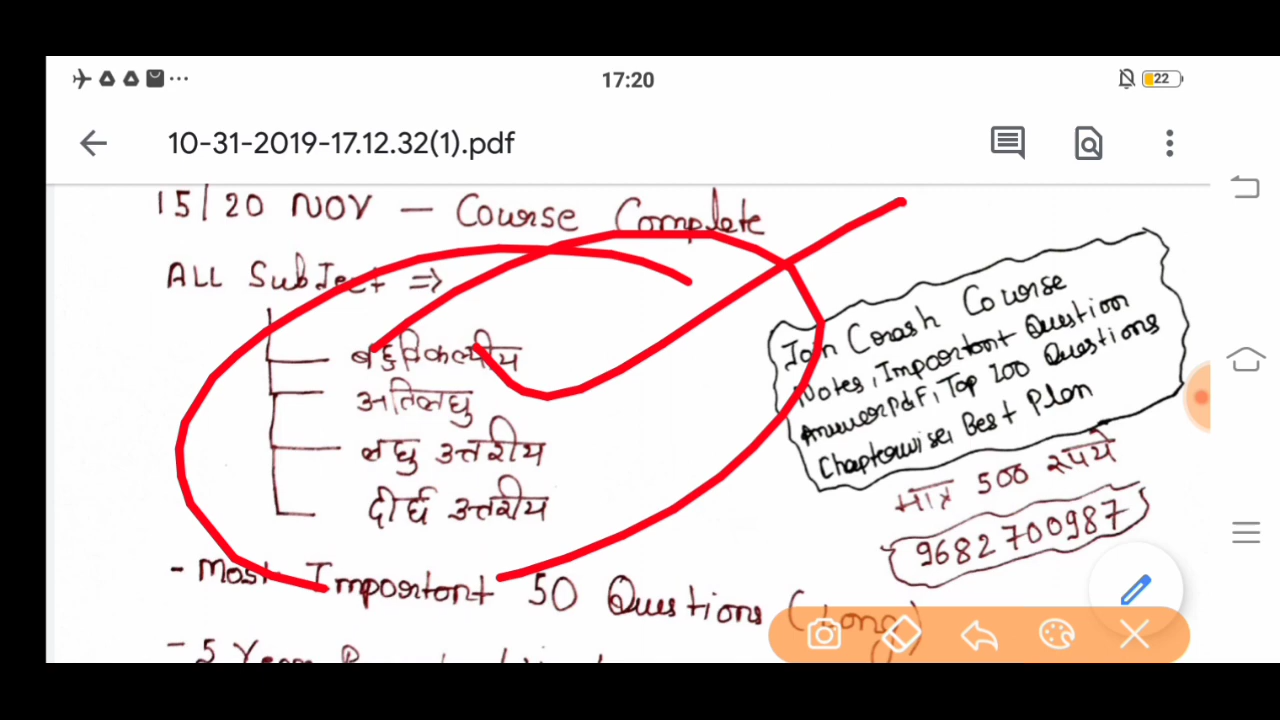 17:20
22
10-31-2019-17.12.32(1).pdf
15/20 NOV - Course Complete
ALL SubJect =>
बहुविकल्पीय
अतिलघु
लघु उत्तरीय
दीर्घ उत्तरीय
- Most Important 50 Questions (Long)
- 5 Year
Join Crash Course
Notes, Important Question
Answer Pdf, Top 200 Questions
Chapterwise, Best Plan
मात्र 500 रुपये
9682700987